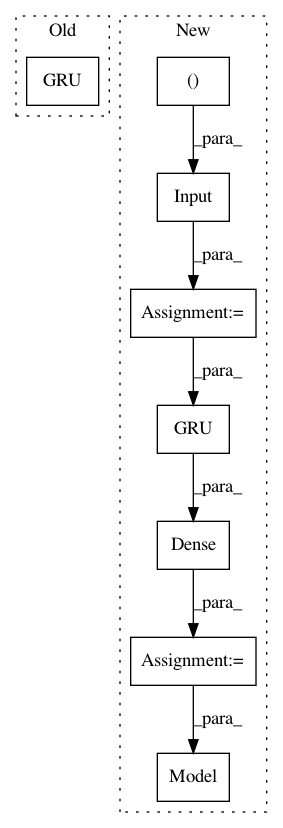 Old
New
GRU
()
_para_
Input
_para_
Assignment:=
_para_
GRU
_para_
Dense
_para_
Assignment:=
_para_
Model